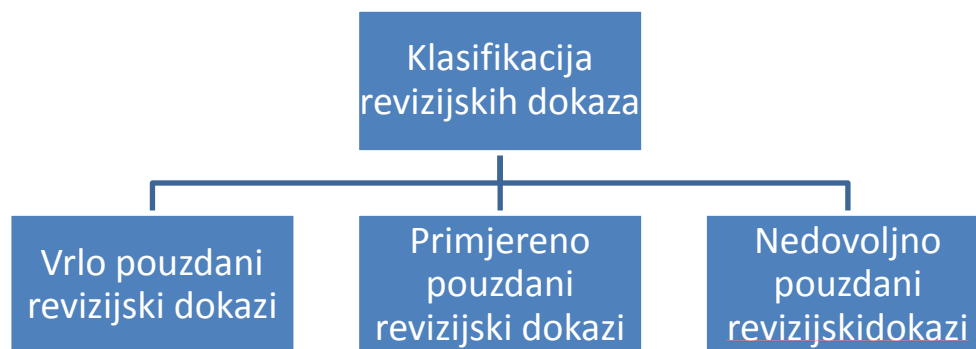 Klasifikacija
revizijskih dokaza
Vrlo pouzdani
revizijski dokazi
Primjereno
pouzdani
revizijski dokazi
Nedovoljno
pouzdani
revizijskidokazi